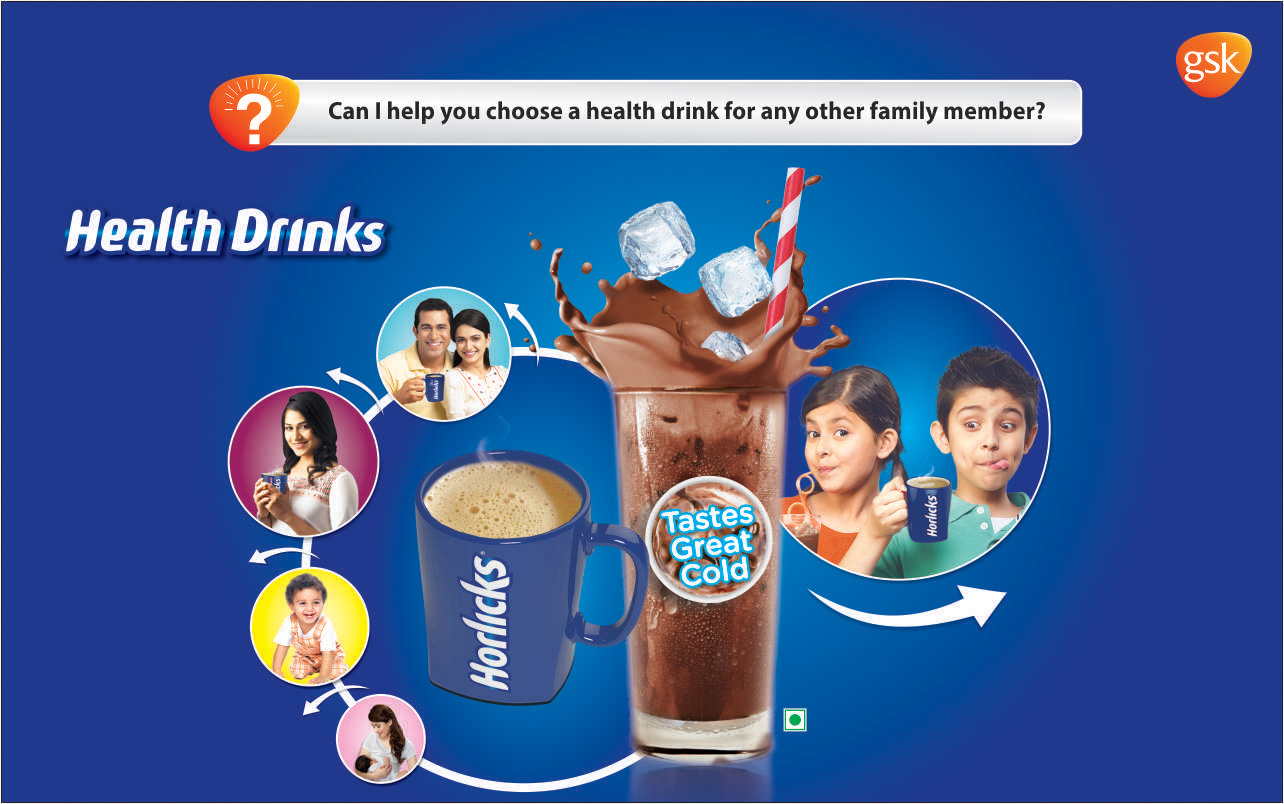 gsk
?
Can I help you choose a health drink for any other family member?
Health Drinks
Horlicks
Horlicks
Horlicks
Horlicks
Tastes
Great
Cold